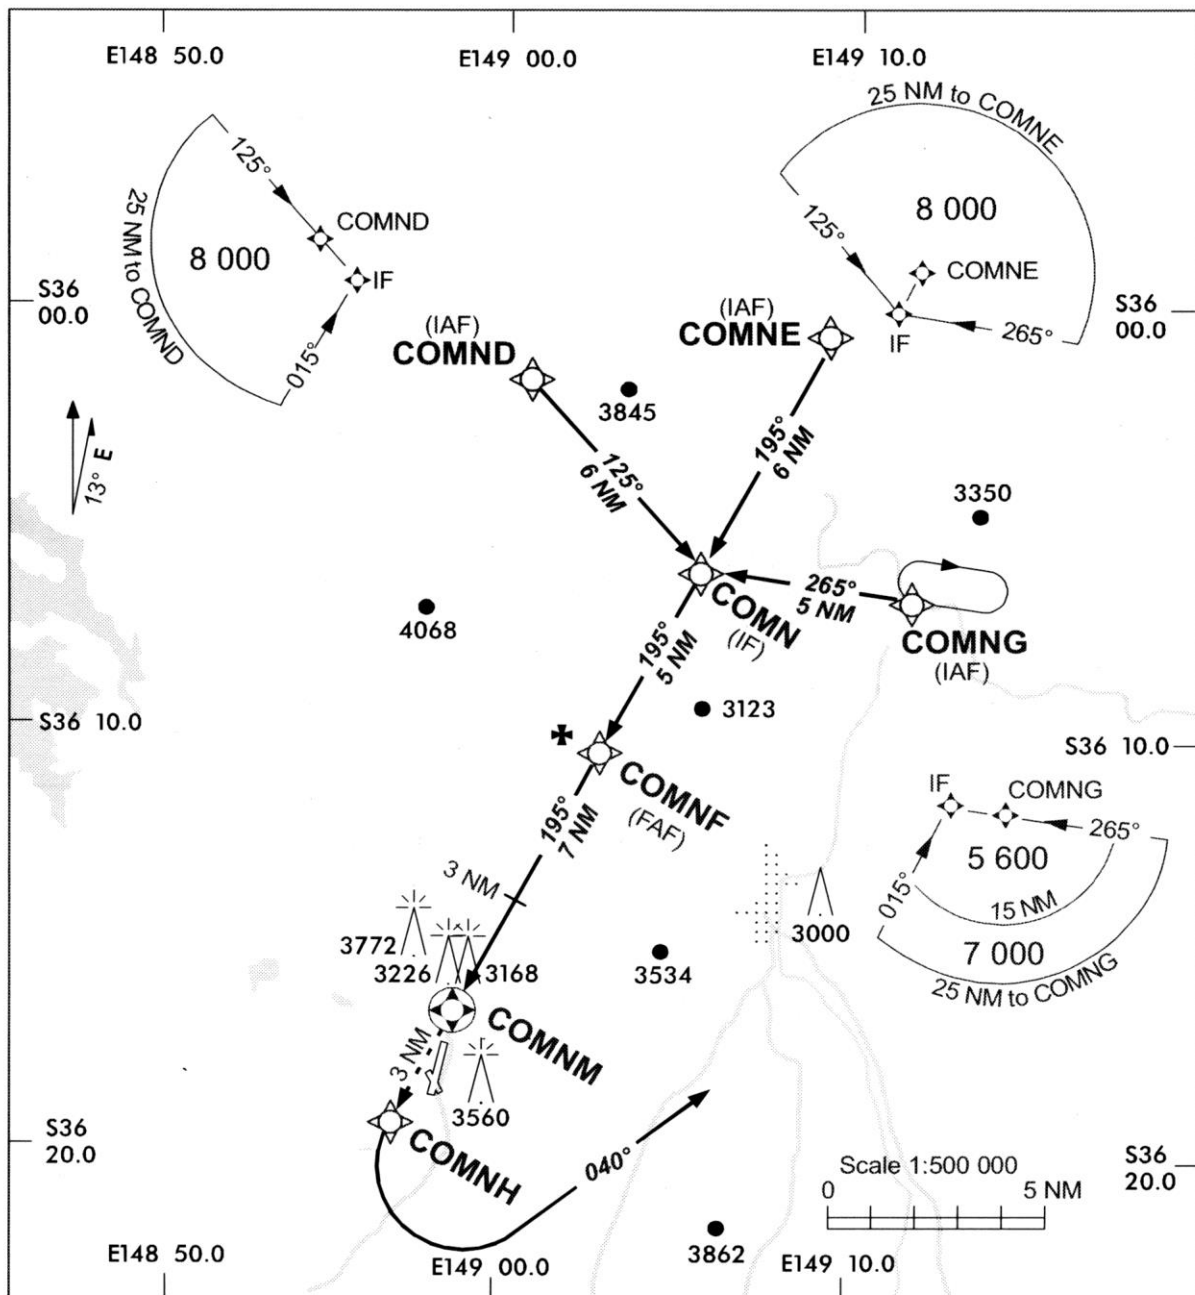 E148 50.0
E149 00.0
E149 10.0
25 NM to COMNE
125°
COMND
25 NM to COMND
8 000
IF
015°
125°
8 000
COMNE
IF
265°
S36
00.0
S36
00.0
(IAF)
COMND
(IAF)
COMNE
3845
13° E
125°
6 NM
195°
6 NM
3350
4068
265°
5 NM
COMN
(IF)
COMNG
(IAF)
195°
5 NM
3123
S36 10.0
S36 10.0
COMNF
(FAF)
IF
COMNG
265°
5 600
015°
15 NM
7 000
25 NM to COMNG
195°
7 NM
3 NM
3772
3226
3168
3534
3000
COMNM
3 NM
3560
COMNH
040°
S36
20.0
S36
20.0
Scale 1:500 000
0
5 NM
3862
E148 50.0
E149 00.0
E149 10.0